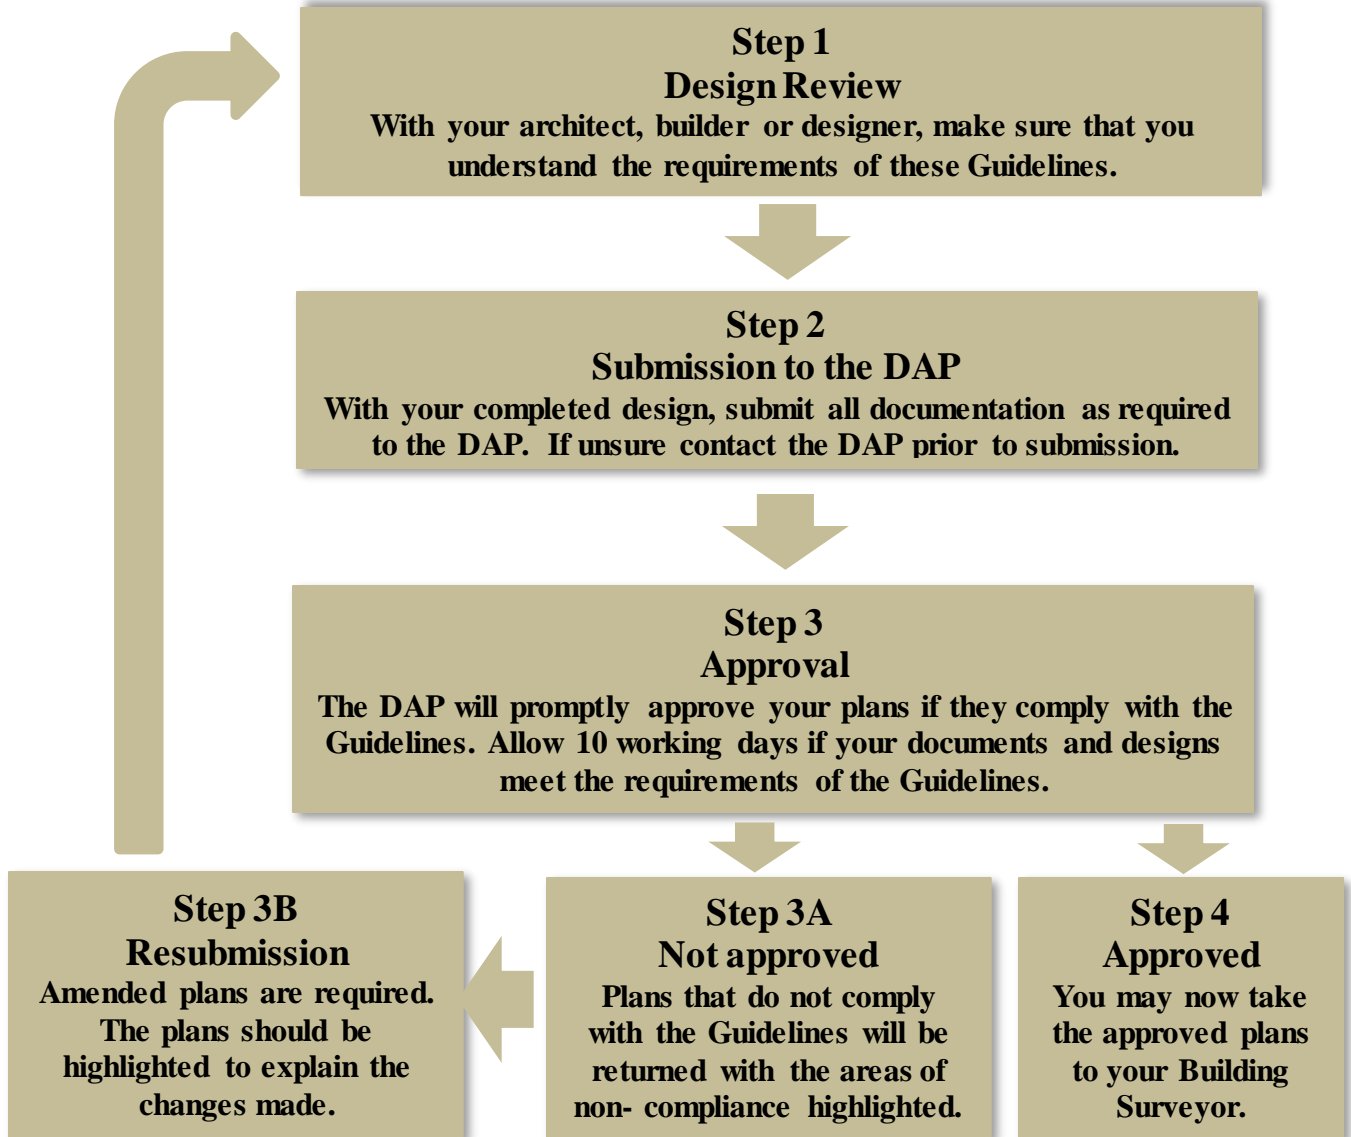 Step 1
Design Review
With your architect, builder or designer, make sure that you
understand the requirements of these Guidelines.
Step 2
Submission to the DAP
With your completed design, submit all documentation as required
to the DAP. If unsure contact the DAP prior to submission.
Step 3
Approval
The DAP will promptly approve your plans if they comply with the
Guidelines. Allow 10 working days if your documents and designs
meet the requirements of the Guidelines.
Step 3B
Resubmission
Amended plans are required.
The plans should be
highlighted to explain the
changes made.
Step 3A
Not approved
Plans that do not comply
with the Guidelines will be
returned with the areas of
non- compliance highlighted.
Step 4
Approved
You may now take
the approved plans
to your Building
Surveyor.